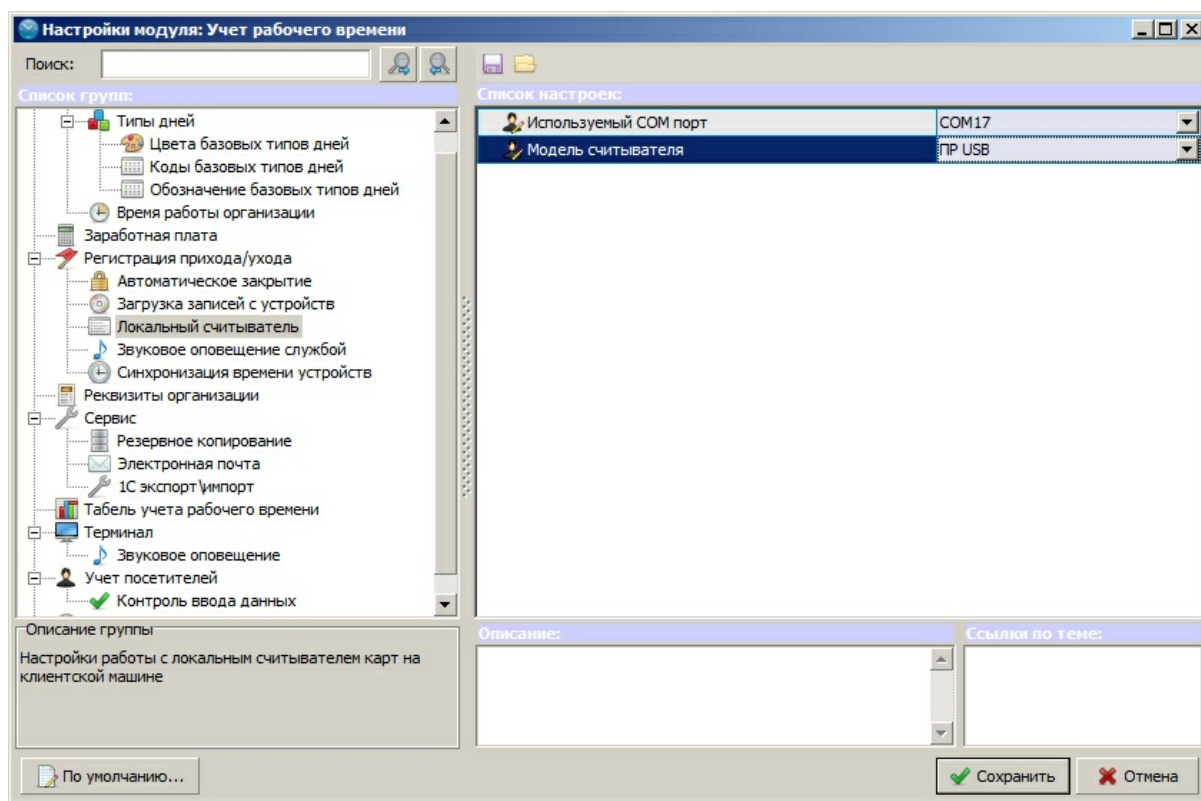 Настройки модуля: Учет рабочего времени
Поиск:
Список групп:
Типы дней
Цвета базовых типов дней
Коды базовых типов дней
Обозначение базовых типов дней
Время работы организации
Заработная плата
Регистрация прихода/ухода
Автоматическое закрытие
Загрузка записей с устройств
Локальный считыватель
Звуковое оповещение службой
Синхронизация времени устройств
Реквизиты организации
Сервис
Резервное копирование
Электронная почта
1С экспорт\импорт
Табель учета рабочего времени
Терминал
Звуковое оповещение
Учет посетителей
Контроль ввода данных
Список настроек:
Используемый COM порт COM17
Модель считывателя ПР USB
Описание группы
Настройки работы с локальным считывателем карт на
клиентской машине
Описание:
Ссылки по теме:
По умолчанию...
Сохранить
Отмена